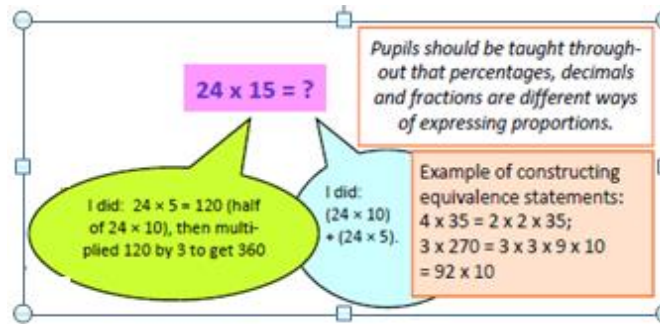 Pupils should be taught through-
out that percentages, decimals
and fractions are different ways
of expressing proportions.
24 x 15 = ?
I did: 24 × 5 = 120 (half
of 24 × 10), then multi-
plied 120 by 3 to get 360
I did:
(24 × 10)
+ (24 × 5).
Example of constructing
equivalence statements:
4 x 35 = 2 x 2 x 35;
3 x 270 = 3 x 3 x 9 x 10
= 92 x 10